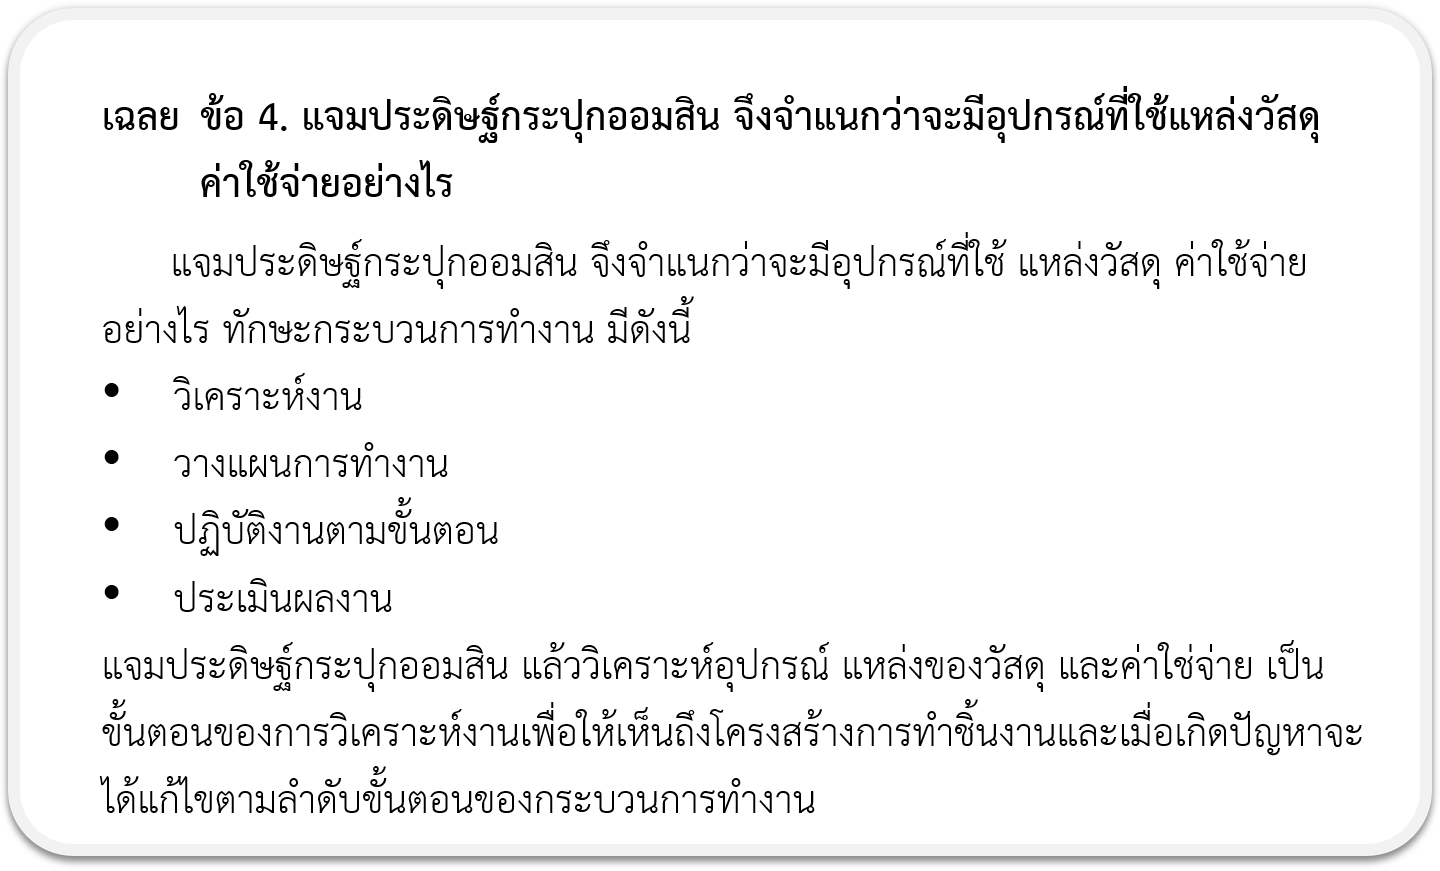 เฉลย ข้อ 4. แจมประดิษฐ์กระปุกออมสิน จึงจำแนกว่าจะมีอุปกรณ์ที่ใช้แหล่งวัสดุ
ค่าใช้จ่ายอย่างไร
แจมประดิษฐ์กระปุกออมสิน จึงจำแนกว่าจะมีอุปกรณ์ที่ใช้ แหล่งวัสดุ ค่าใช้จ่าย
อย่างไร ทักษะกระบวนการทำงาน มีดังนี้
• วิเคราะห์งาน
• วางแผนการทำงาน
• ปฏิบัติงานตามขั้นตอน
• ประเมินผลงาน
แจมประดิษฐ์กระปุกออมสิน แล้ววิเคราะห์อุปกรณ์ แหล่งของวัสดุ และค่าใช่จ่าย เป็น
ขั้นตอนของการวิเคราะห์งานเพื่อให้เห็นถึงโครงสร้างการทำชิ้นงานและเมื่อเกิดปัญหาจะ
ได้แก้ไขตามลำดับขั้นตอนของกระบวนการทำงาน